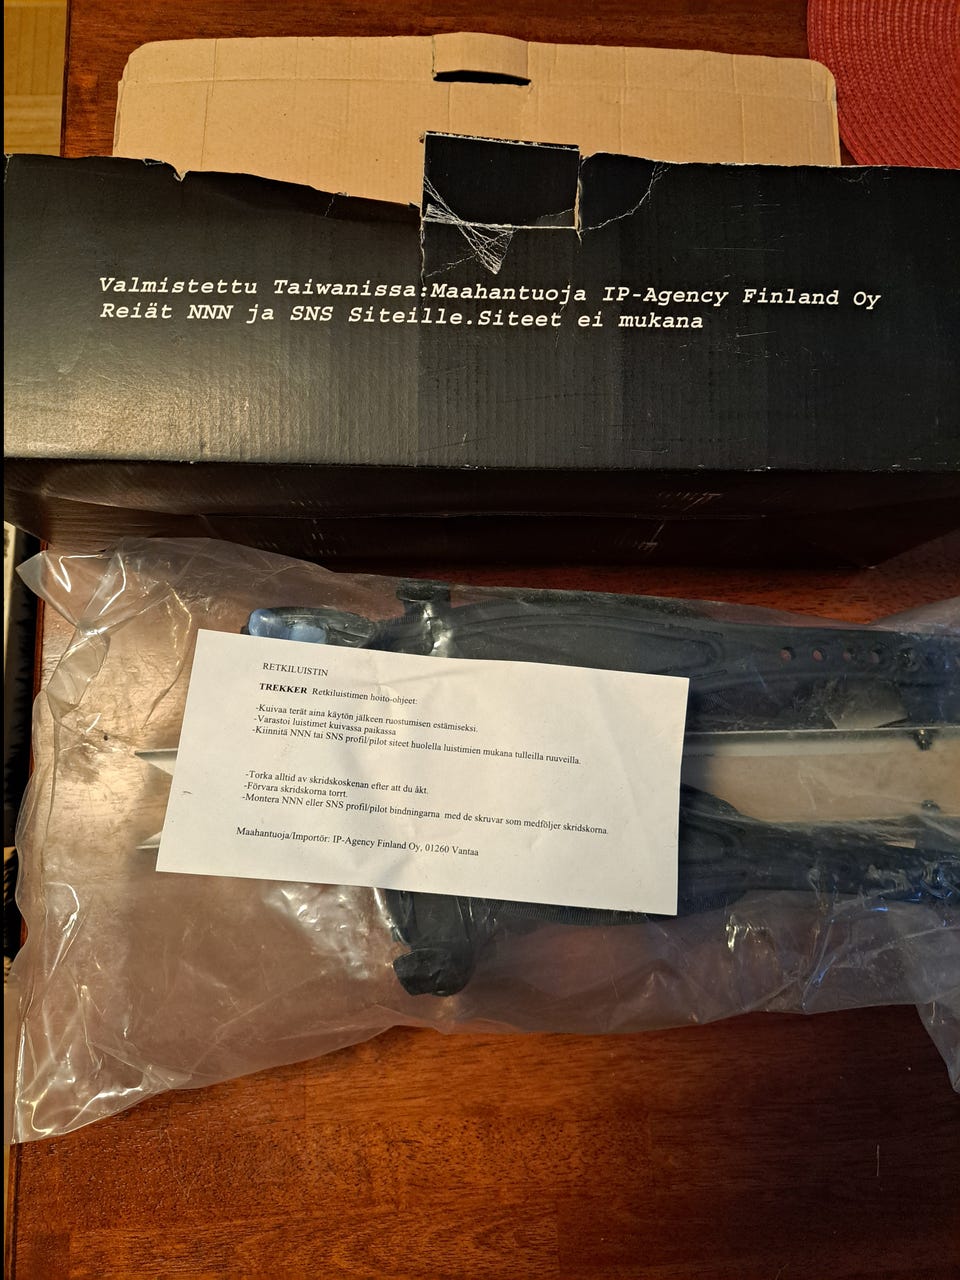 Valmistettu Taiwanissa:Maahantuoja IP-Agency Finland Oy
Reiät NNN ja SNS Siteille.Siteet ei mukana
RETKILUISTIN
TREKKER Retkiluistimen hoito-ohjeet:
-Kuivaa terät aina käytön jälkeen ruostumisen estämiseksi.
-Varastoi luistimet kuivassa paikassa
-Kiinnitä NNN tai SNS profil/pilot siteet huolella luistimien mukana tulleilla ruuveilla.
-Torka alltid av skridskoskenan efter att du åkt.
-Förvara skridskorna torrt.
-Montera NNN eller SNS profil/pilot bindningarna med de skruvar som medföljer skridskorna.
Maahantuoja/Importör: IP-Agency Finland Oy, 01260 Vantaa